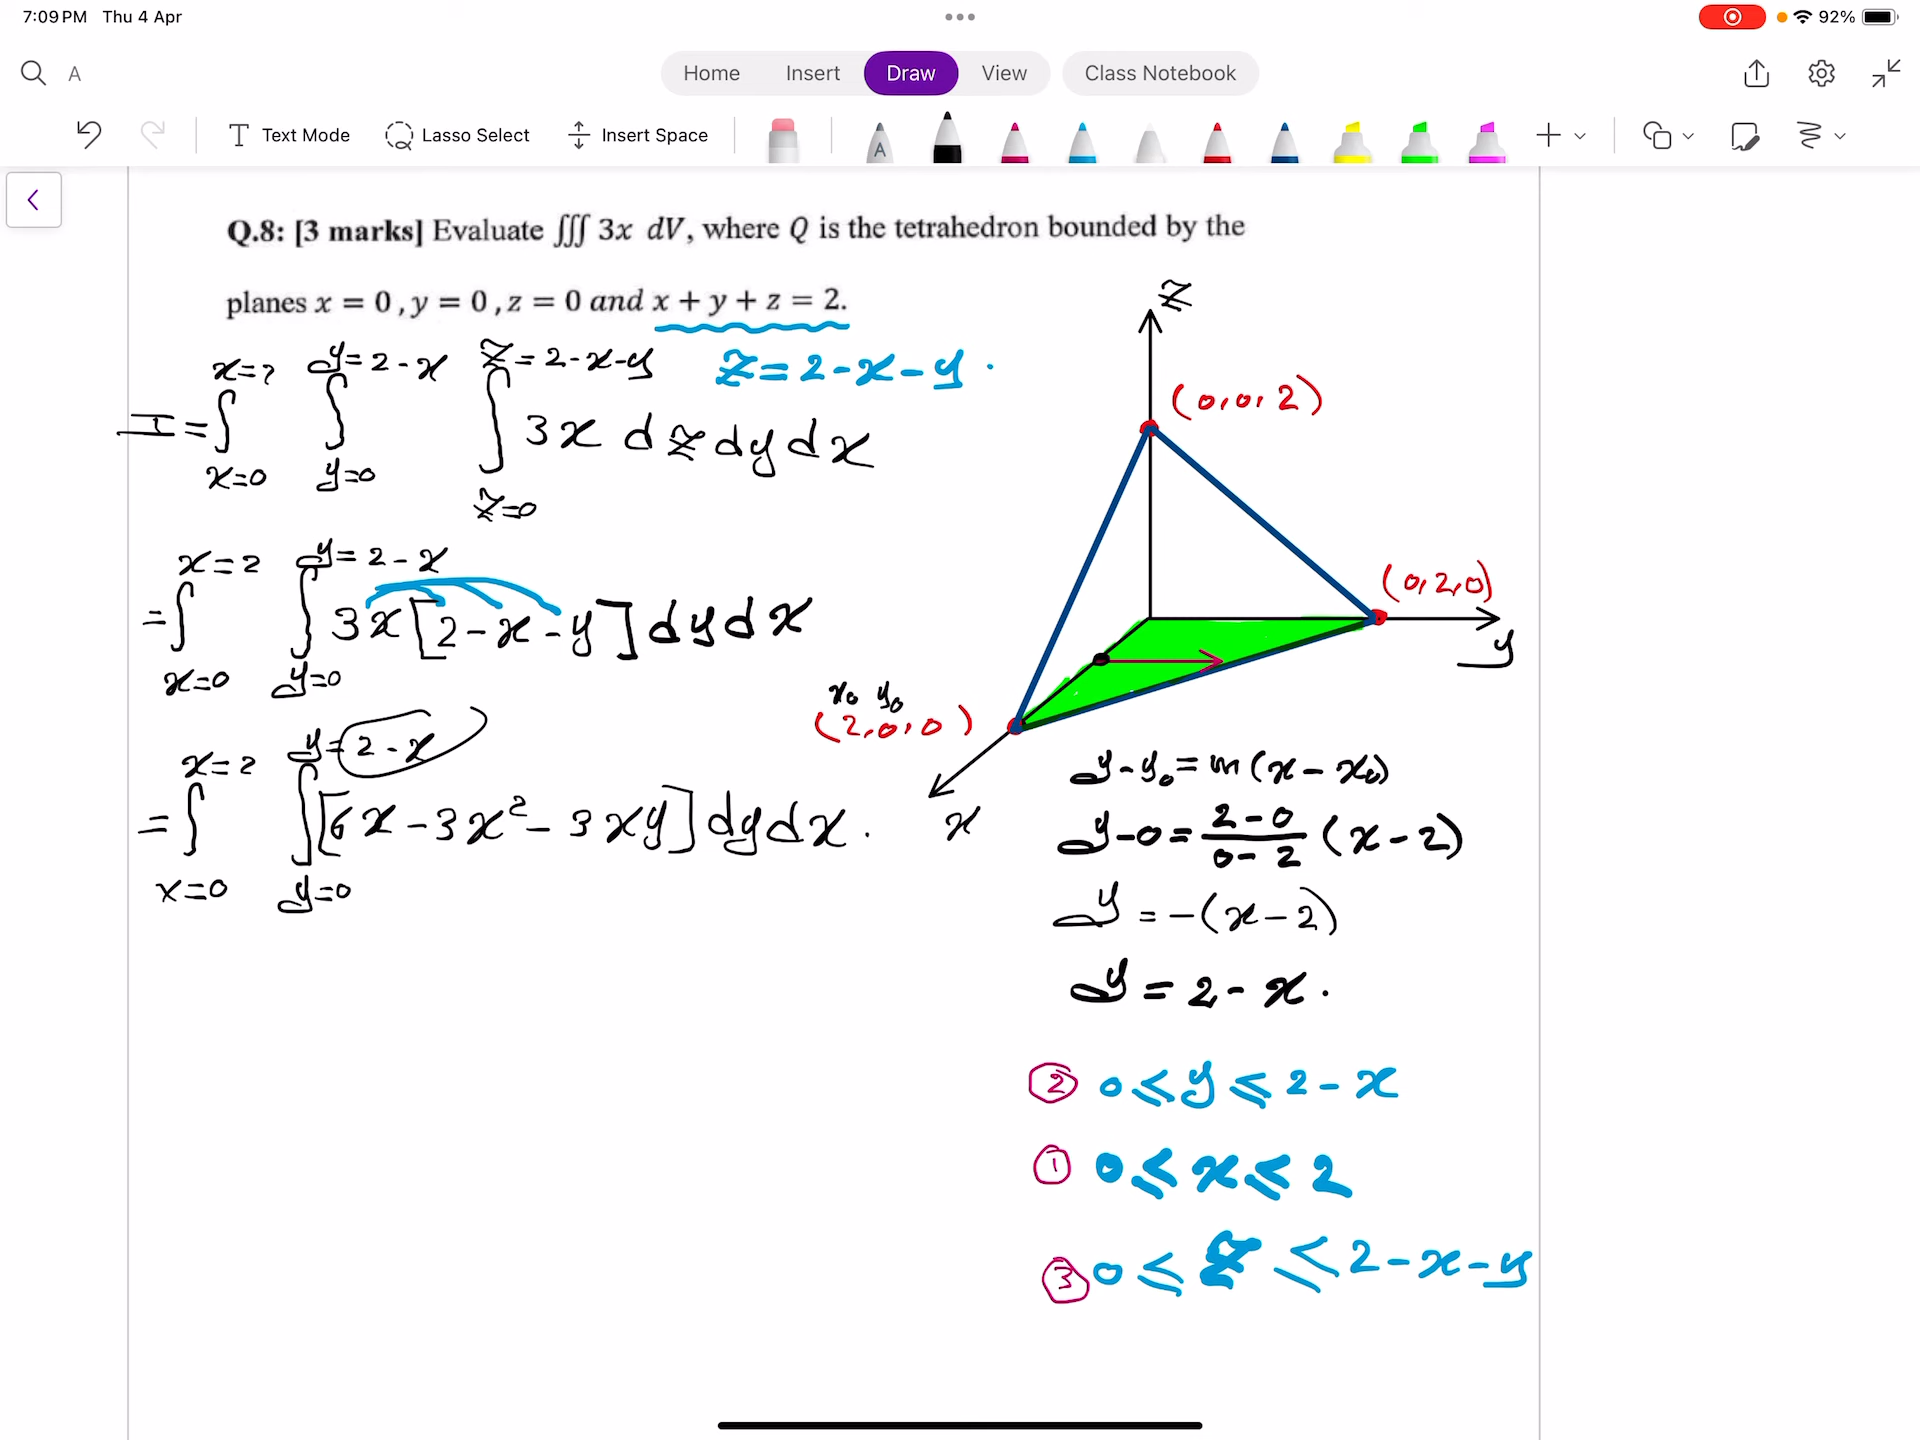 7:09 PM Thu 4 Apr
92%
A
Home Insert Draw View Class Notebook
Text Mode Lasso Select Insert Space
A
Q.8: [3 marks] Evaluate ∭ 3x dV, where Q is the tetrahedron bounded by the
planes x = 0, y = 0, z = 0 and x + y + z = 2.
x=2 y=2-x z=2-x-y
z=2-x-y.
I=∫ ∫ ∫ 3x dz dy dx
x=0 y=0 z=0
x=2 y=2-x
=∫ ∫ 3x[2-x-y] dy dx
x=0 y=0
x=2 y=2-x
=∫ ∫ [6x-3x²-3xy] dy dx.
x=0 y=0
z
(0,0,2)
(0,2,0)
y
x₀ y₀
(2,0,0)
x
y-y₀=m(x-x₀)
y-0=\frac{2-0}{0-2}(x-2)
y=-(x-2)
y=2-x.
② 0≤y≤2-x
① 0≤x≤2
③ 0≤z≤2-x-y